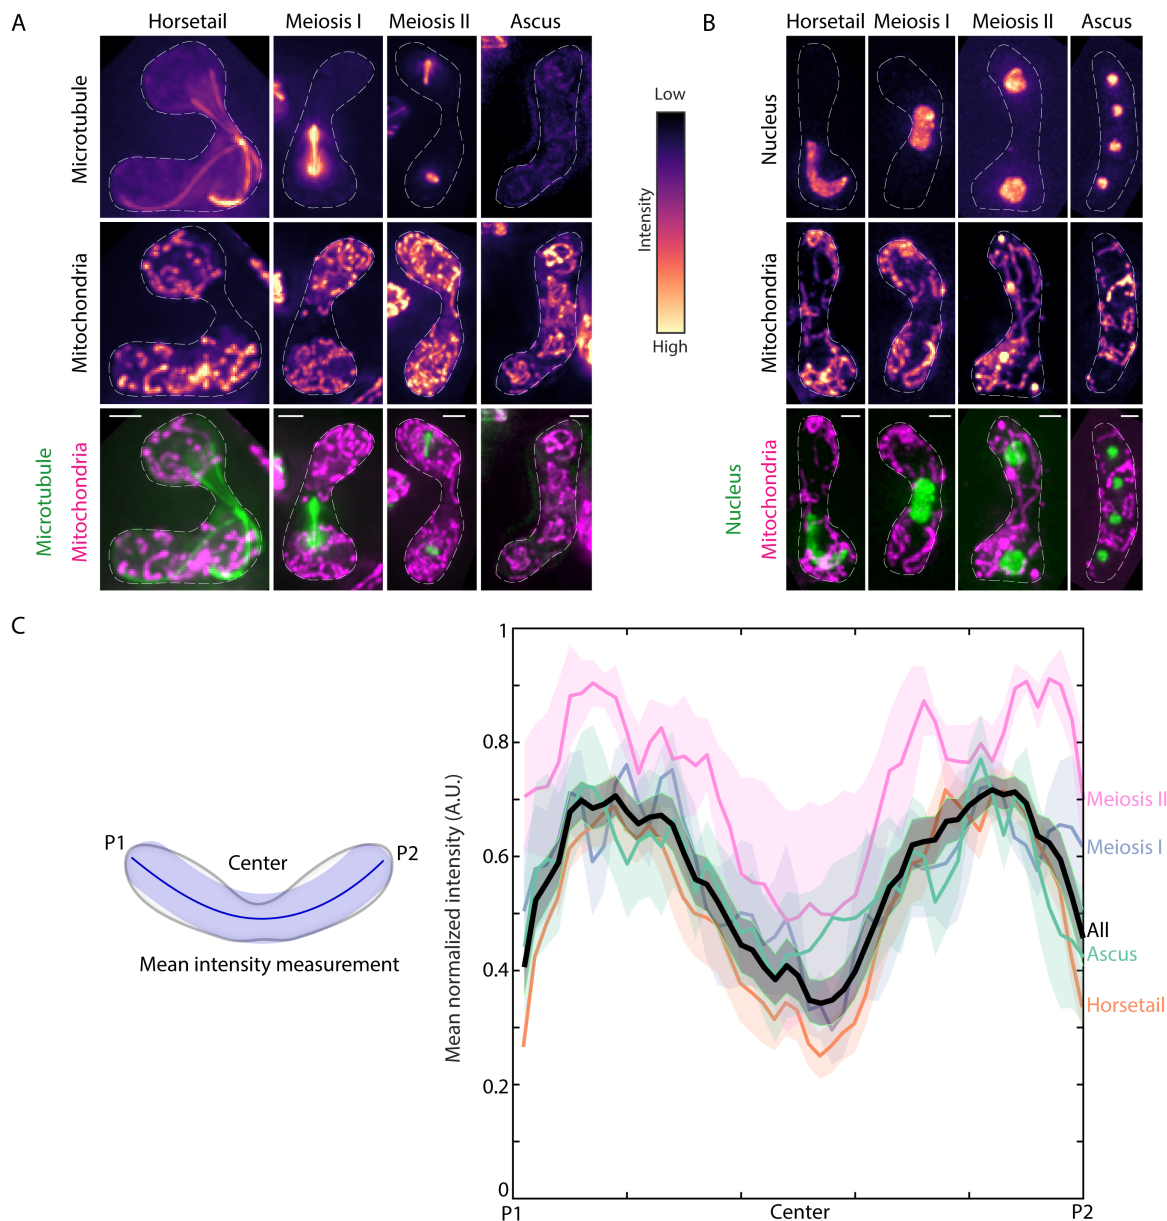 A
Horsetail
Meiosis I
Meiosis II
Ascus
Microtubule
Mitochondria
Microtubule
Mitochondria
Low
Intensity
High
B
Horsetail
Meiosis I
Meiosis II
Ascus
Nucleus
Mitochondria
Nucleus
Mitochondria
C
P1
Center
P2
Mean intensity measurement
Mean normalized intensity (A.U.)
1
0.8
0.6
0.4
0.2
0
P1
Center
P2
Meiosis II
Meiosis I
All
Ascus
Horsetail